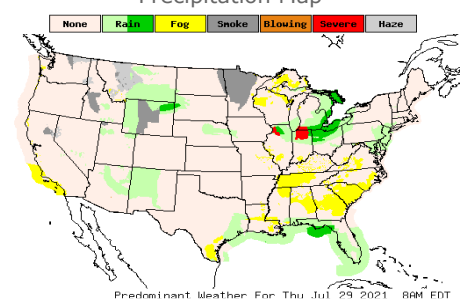 Precipitation Map
None Rain Fog Smoke Blowing Severe Haze
Predominant Weather For Thu Jul 29 2021 8AM EDT